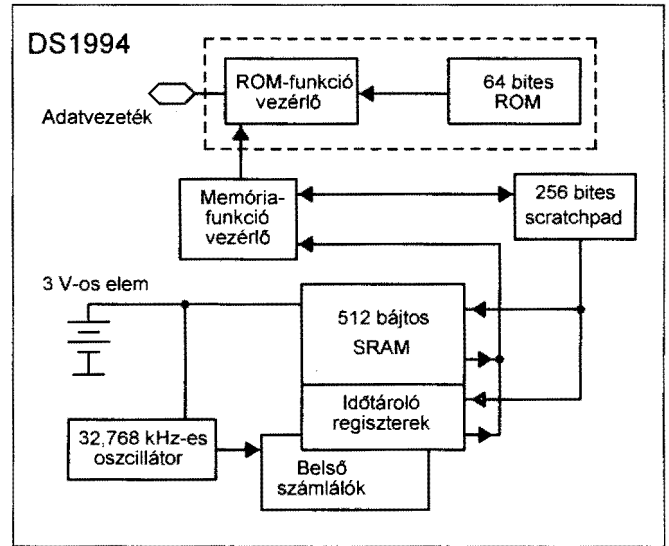 DS1994
ROM-funkció
vezérlő
64 bites
ROM
Adatvezeték
Memória-
funkció
vezérlő
256 bites
scratchpad
3 V-os elem
512 bájtos
SRAM
Időtároló
regiszterek
32,768 kHz-es
oszcillátor
Belső
számlálók